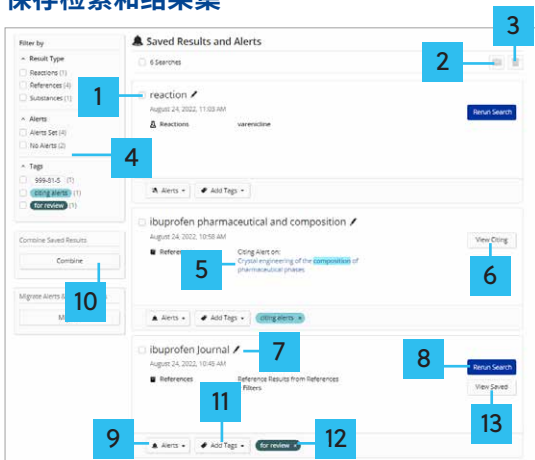 保存检索和结果集
Filter by
Result Type
Reactions (1)
References (4)
Substances (1)
Alerts
Alerts Set (4)
No Alerts (2)
Tags
999-81-5 (1)
citing alerts (1)
for review (1)
Combine Saved Results
Combine
Migrate Alerts
Saved Results and Alerts
6 Searches
2
3
1
reaction
August 24, 2022, 11:03 AM
Reactions varenicline
Rerun Search
4
Alerts Add Tags
ibuprofen pharmaceutical and composition
August 24, 2022, 10:58 AM
View Citing
Citing Alert on:
Crystal engineering of the composition of
pharmaceutical phases
5
6
10
Alerts Add Tags citing alerts ×
ibuprofen Journal
7
August 24, 2022, 10:48 AM
References Reference Results from References
Filters
8
Rerun Search
View Saved
11
13
9
Alerts Add Tags for review ×
12